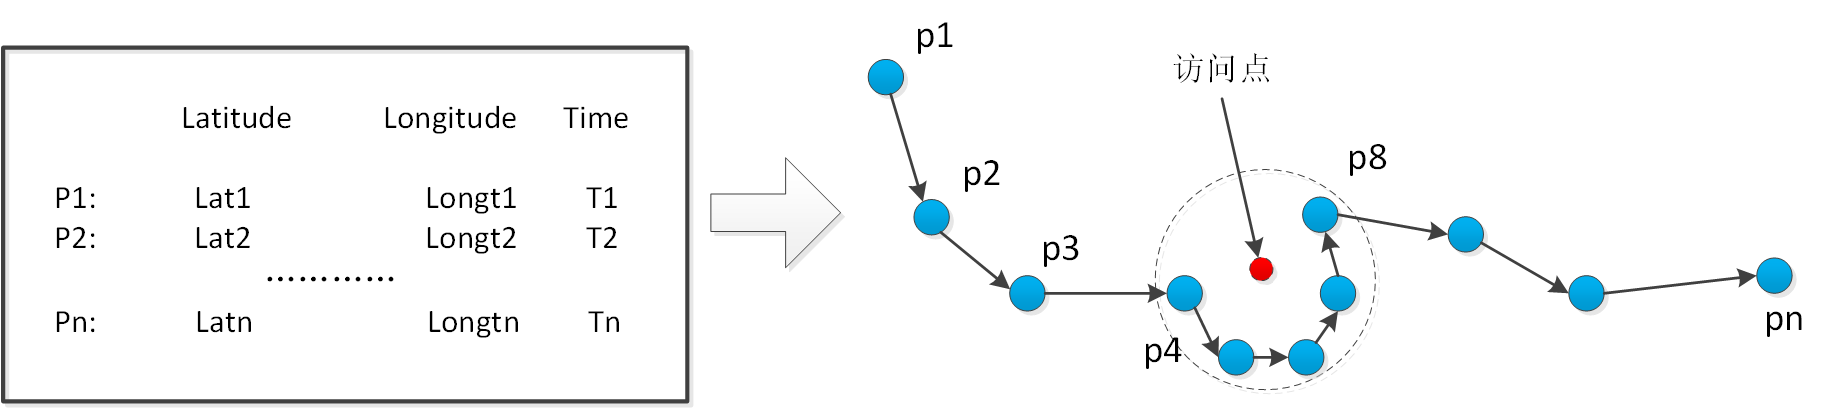 Latitude Longitude Time
P1: Lat1 Longt1 T1
P2: Lat2 Longt2 T2
…………
Pn: Latn Longtn Tn
p1
访问点
p2
p8
p3
p4
pn